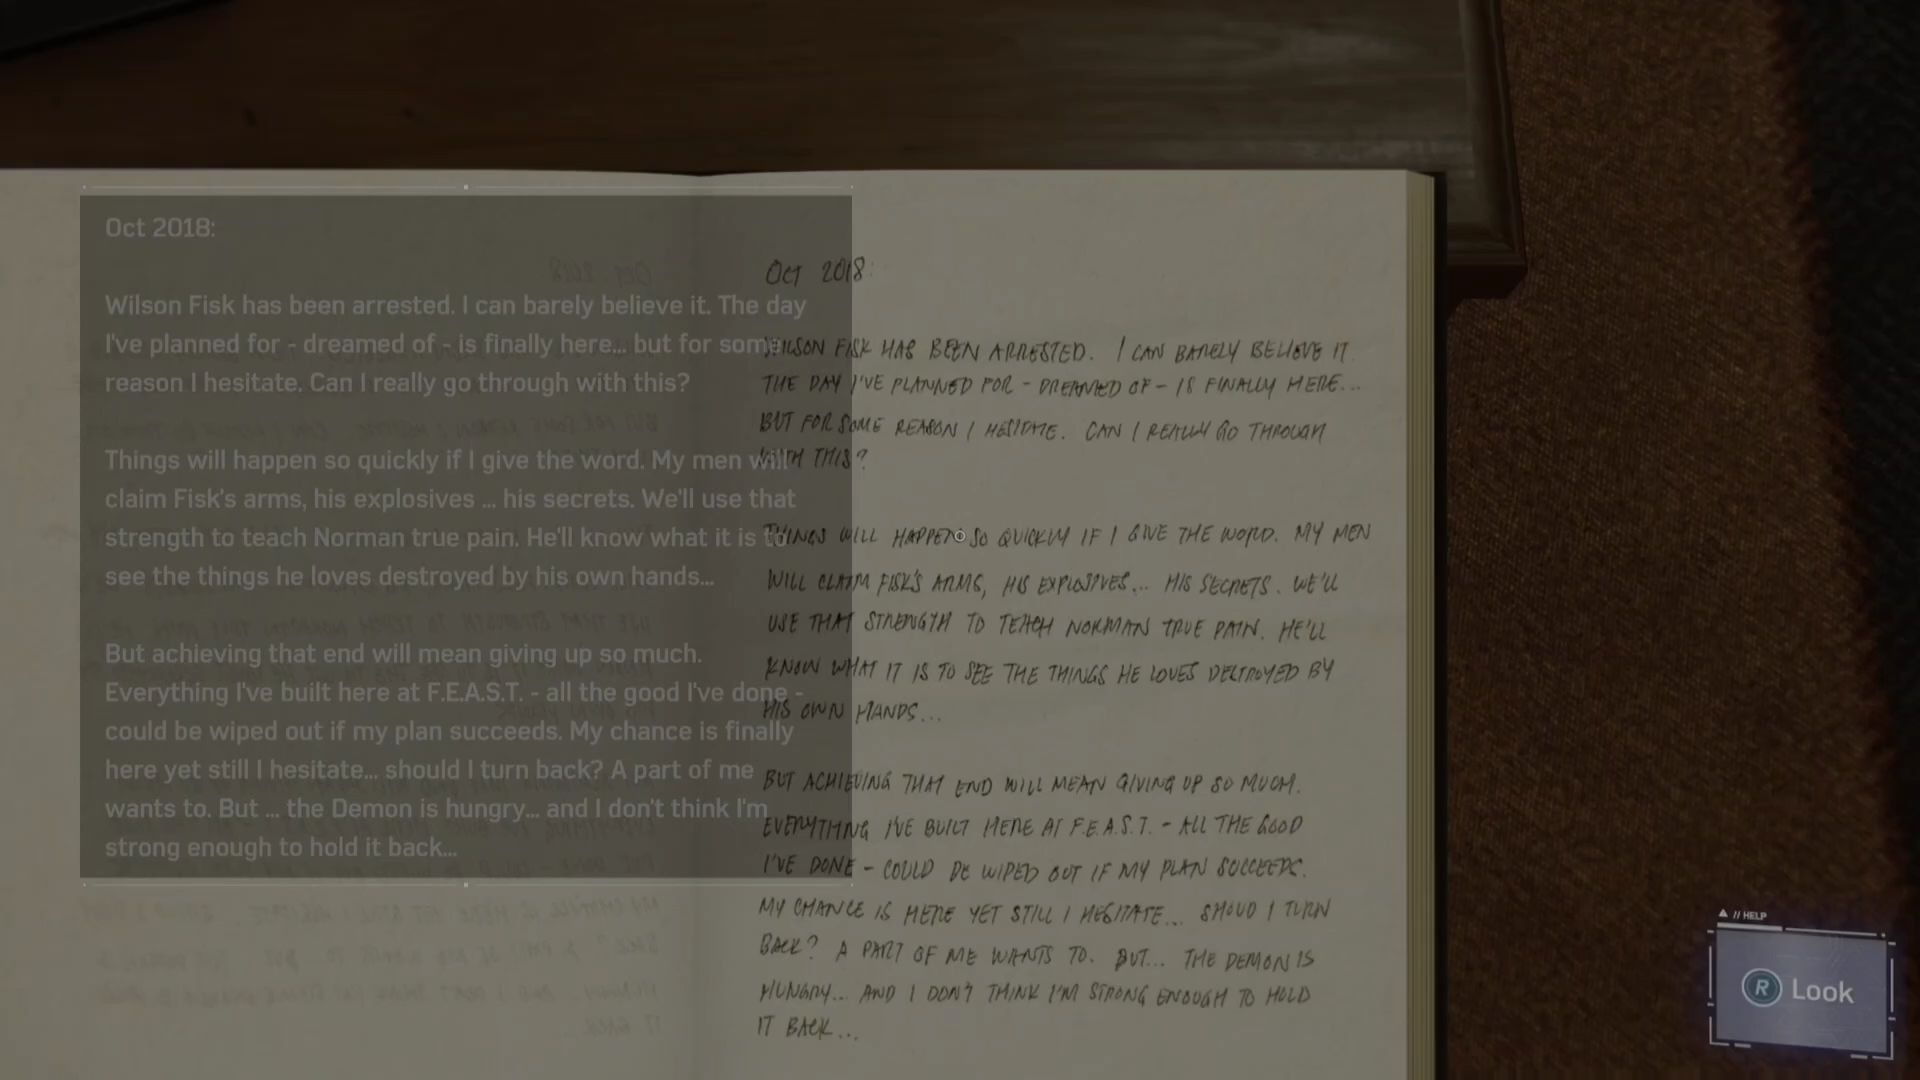 Oct 2018:
Wilson Fisk has been arrested. I can barely believe it. The day
I've planned for - dreamed of - is finally here... but for some
reason I hesitate. Can I really go through with this?
Things will happen so quickly if I give the word. My men will
claim Fisk's arms, his explosives ... his secrets. We'll use that
strength to teach Norman true pain. He'll know what it is to
see the things he loves destroyed by his own hands...
But achieving that end will mean giving up so much.
Everything I've built here at F.E.A.S.T. - all the good I've done -
could be wiped out if my plan succeeds. My chance is finally
here yet still I hesitate... should I turn back? A part of me
wants to. But ... the Demon is hungry... and I don't think I'm
strong enough to hold it back...
OCT 2018:
WILSON FISK HAS BEEN ARRESTED. I CAN BARELY BELIEVE IT.
THE DAY I'VE PLANNED FOR - DREAMED OF - IS FINALLY HERE...
BUT FOR SOME REASON I HESITATE. CAN I REALLY GO THROUGH
WITH THIS?
THINGS WILL HAPPEN SO QUICKLY IF I GIVE THE WORD. MY MEN
WILL CLAIM FISK'S ARMS, HIS EXPLOSIVES... HIS SECRETS. WE'LL
USE THAT STRENGTH TO TEACH NORMAN TRUE PAIN. HE'LL
KNOW WHAT IT IS TO SEE THE THINGS HE LOVES DESTROYED BY
HIS OWN HANDS...
BUT ACHIEVING THAT END WILL MEAN GIVING UP SO MUCH.
EVERYTHING I'VE BUILT HERE AT F.E.A.S.T. - ALL THE GOOD
I'VE DONE - COULD BE WIPED OUT IF MY PLAN SUCCEEDS.
MY CHANCE IS HERE YET STILL I HESITATE... SHOUD I TURN
BACK? A PART OF ME WANTS TO. BUT... THE DEMON IS
HUNGRY... AND I DON'T THINK I'M STRONG ENOUGH TO HOLD
IT BACK...
// HELP
R Look